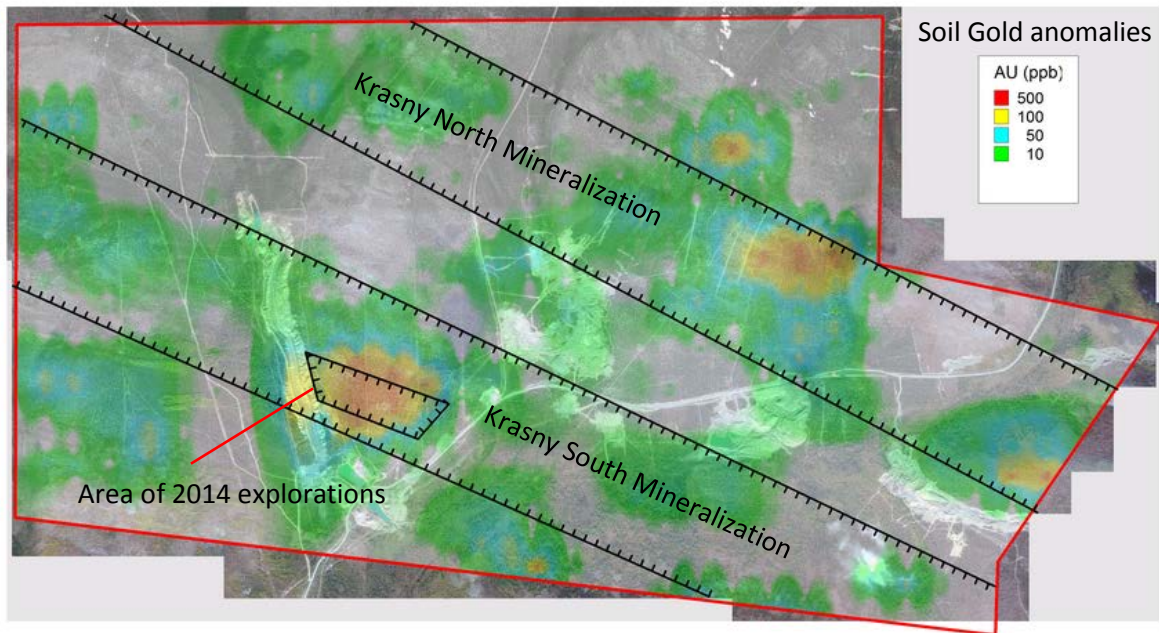 Soil Gold anomalies
AU (ppb)
500
100
50
10
Krasny North Mineralization
Krasny South Mineralization
Area of 2014 explorations